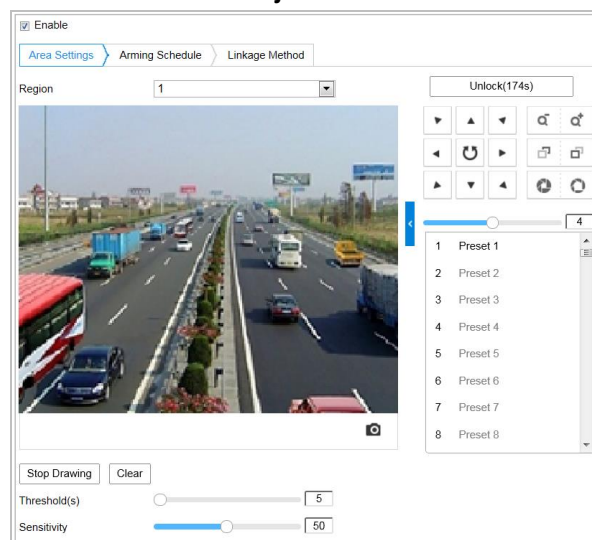 Enable
Area Settings Arming Schedule Linkage Method
Region 1
Unlock(174s)
4
1 Preset 1
2 Preset 2
3 Preset 3
4 Preset 4
5 Preset 5
6 Preset 6
7 Preset 7
8 Preset 8
Stop Drawing Clear
Threshold(s) 5
Sensitivity 50